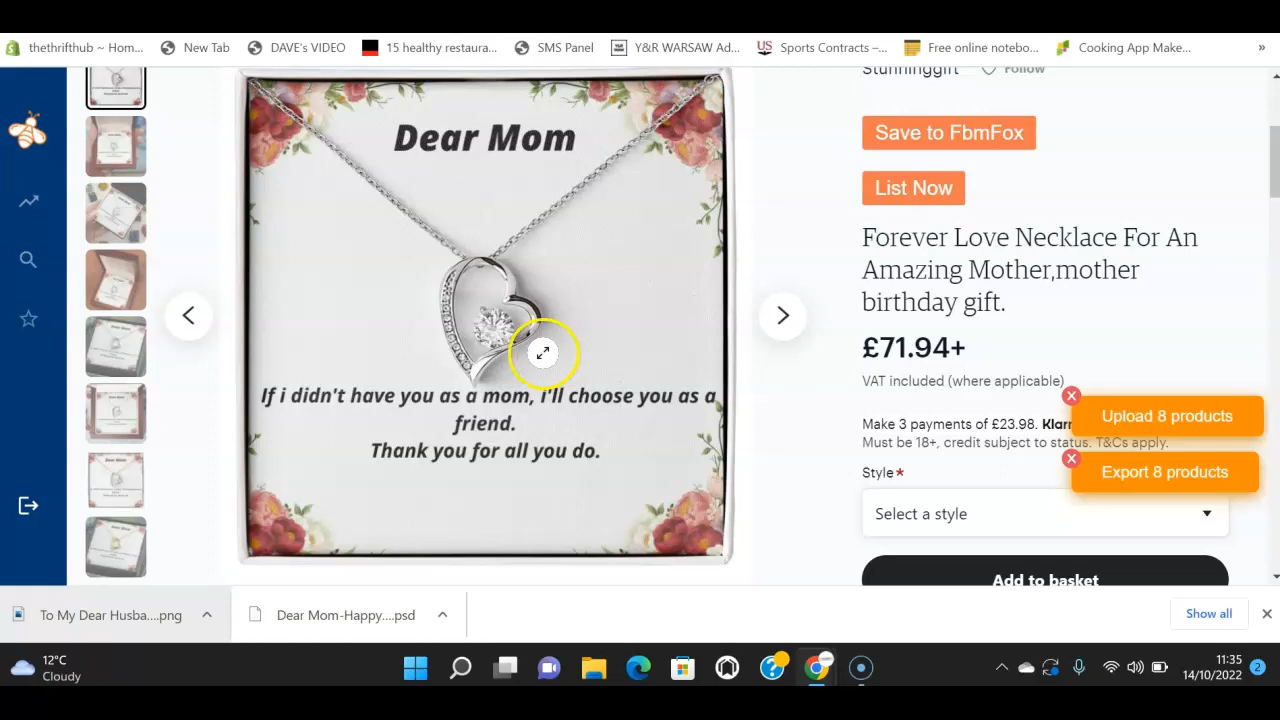 thethrifthub ~ Hom...
New Tab
DAVE's VIDEO
15 healthy restaura...
SMS Panel
Y&R WARSAW Ad...
US
Sports Contracts –...
Free online notebo...
Cooking App Make...
»
Stunninggift
Follow
Dear Mom
If i didn't have you as a mom, i'll choose you as a
friend.
Thank you for all you do.
Save to FbmFox
List Now
Forever Love Necklace For An
Amazing Mother,mother
birthday gift.
£71.94+
VAT included (where applicable)
Make 3 payments of £23.98.
Must be 18+, credit subject to status. T&Cs apply.
Upload 8 products
Export 8 products
Style*
Select a style
Add to basket
To My Dear Husba....png
Dear Mom-Happy....psd
Show all
12°C
Cloudy
11:35
14/10/2022
2